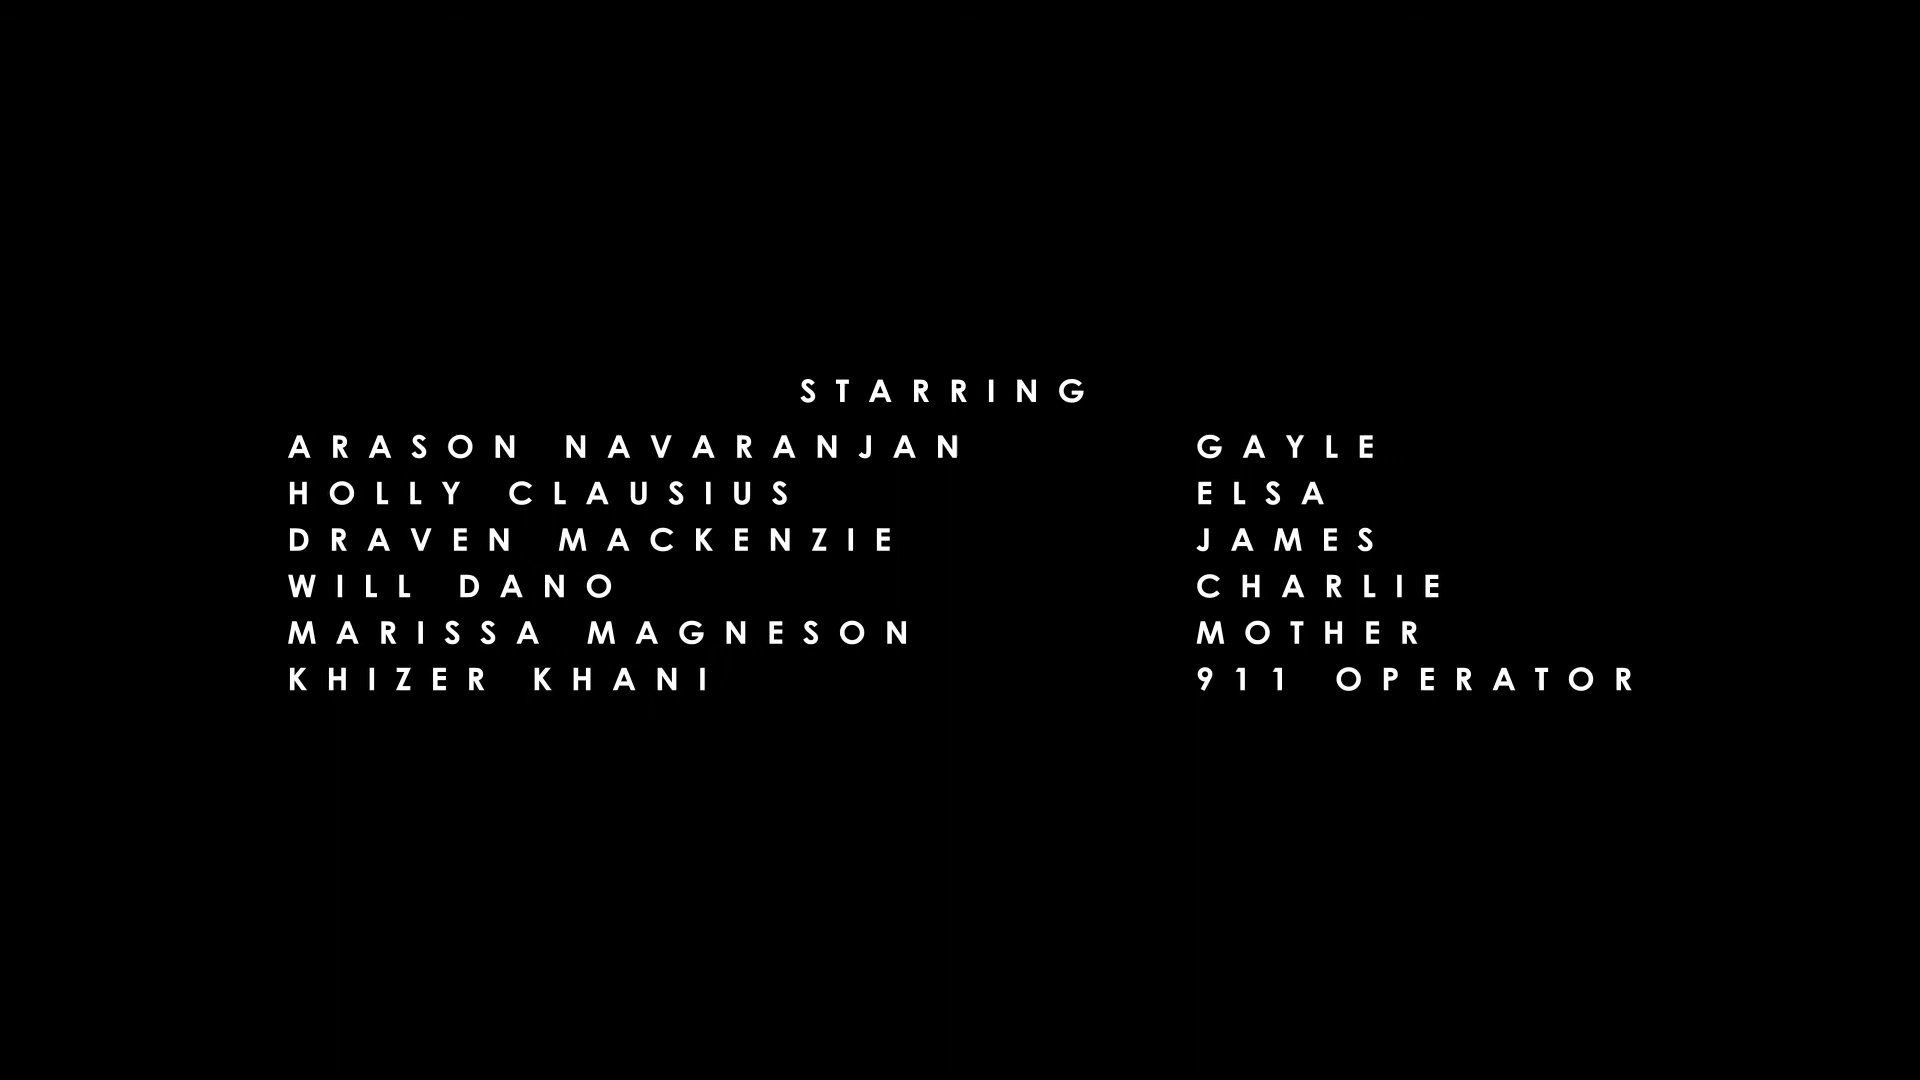 STARRING
ARASON NAVARANJAN GAYLE
HOLLY CLAUSIUS ELSA
DRAVEN MACKENZIE JAMES
WILL DANO CHARLIE
MARISSA MAGNESON MOTHER
KHIZER KHANI 911 OPERATOR